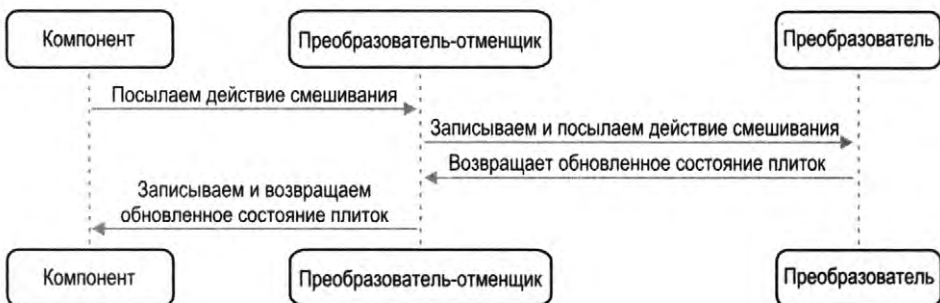 Компонент
Преобразователь-отменщик
Преобразователь
Посылаем действие смешивания
Записываем и посылаем действие смешивания
Возвращает обновленное состояние плиток
Записываем и возвращаем
обновленное состояние плиток
Компонент
Преобразователь-отменщик
Преобразователь